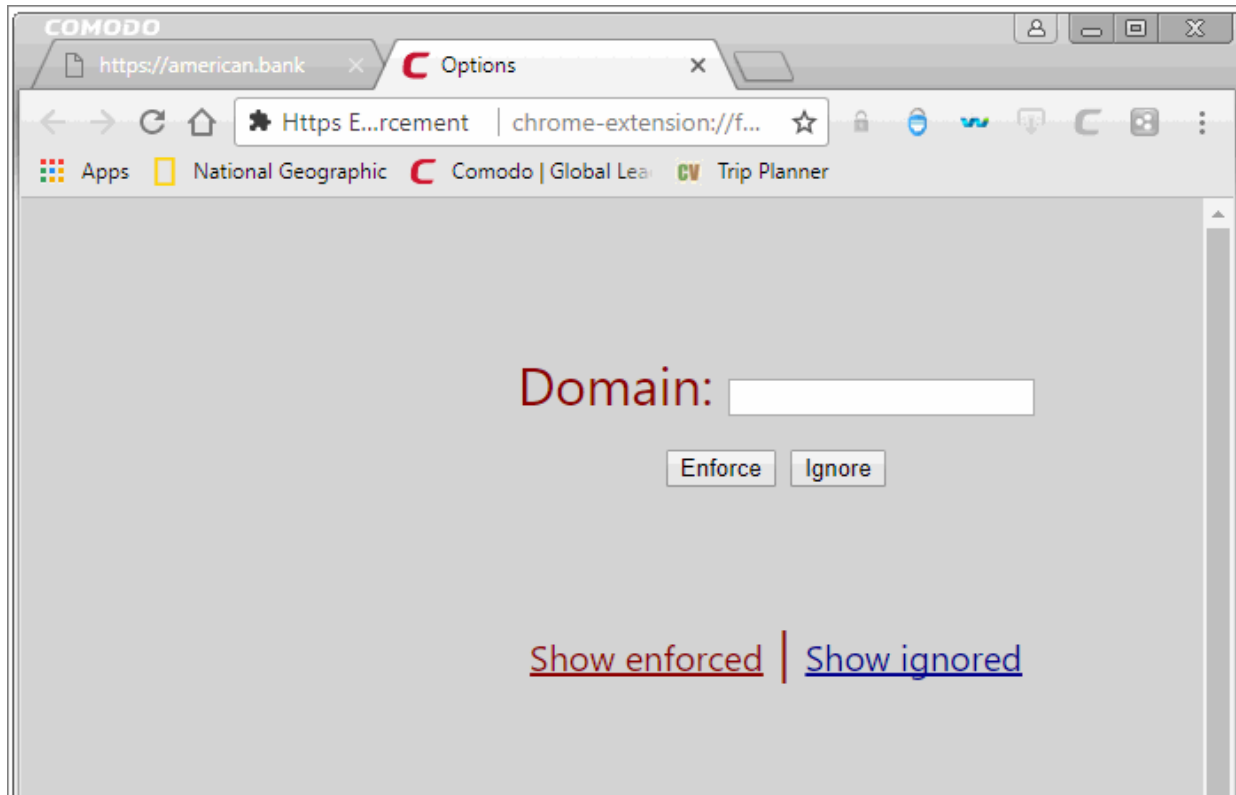 COMODO
https://american.bank Options
Https E...rcement chrome-extension://f...
Apps National Geographic Comodo | Global Lea Trip Planner
Domain:
Enforce Ignore
Show enforced | Show ignored